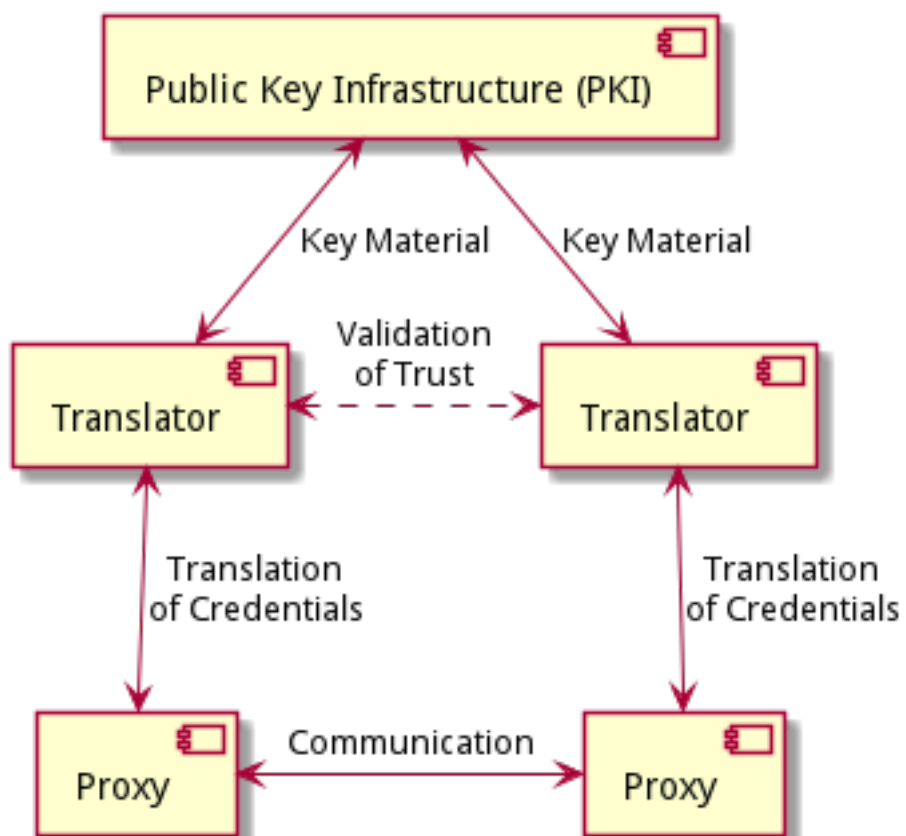 Public Key Infrastructure (PKI)
Key Material
Key Material
Validation
of Trust
Translator
Translator
Translation
of Credentials
Translation
of Credentials
Communication
Proxy
Proxy